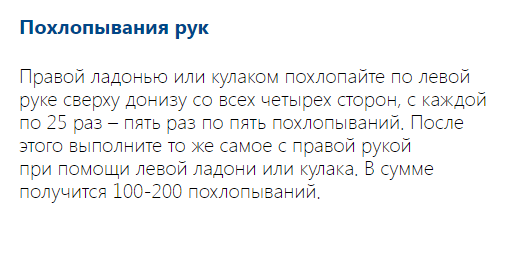 Похлопывания рук
Правой ладонью или кулаком похлопайте по левой
руке сверху донизу со всех четырех сторон, с каждой
по 25 раз – пять раз по пять похлопываний. После
этого выполните то же самое с правой рукой
при помощи левой ладони или кулака. В сумме
получится 100-200 похлопываний.